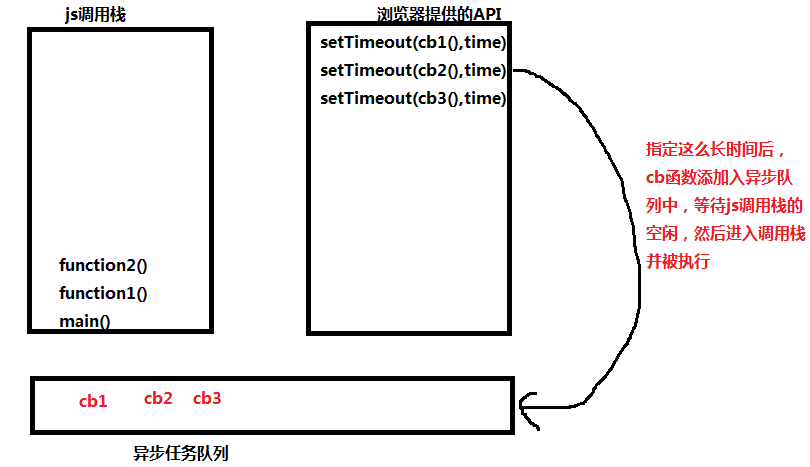 js调用栈
浏览器提供的API
setTimeout(cb1(),time)
setTimeout(cb2(),time)
setTimeout(cb3(),time)
指定这么长时间后，
cb函数添加入异步队
列中，等待js调用栈的
空闲，然后进入调用栈
并被执行
function2()
function1()
main()
cb1
cb2
cb3
异步任务队列